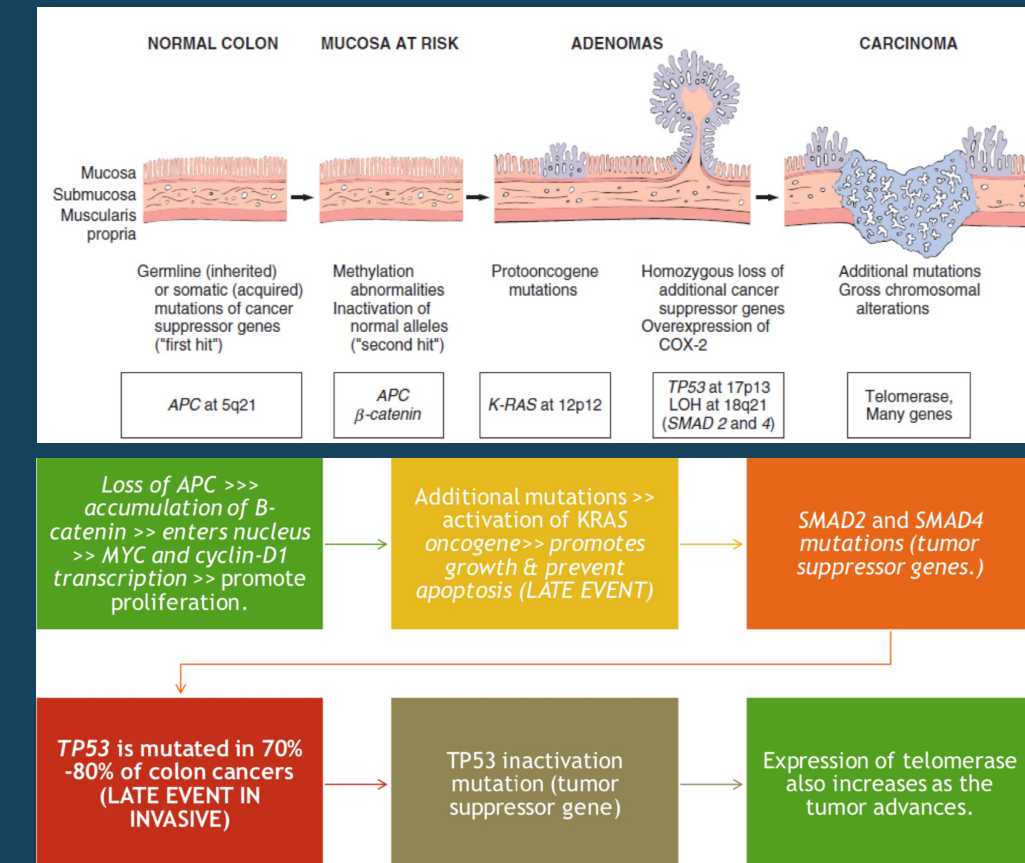 NORMAL COLON
MUCOSA AT RISK
ADENOMAS
CARCINOMA
Mucosa
Submucosa
Muscularis
propria
Germline (inherited)
or somatic (acquired)
mutations of cancer
suppressor genes
("first hit")
Methylation
abnormalities
Inactivation of
normal alleles
("second hit")
Protooncogene
mutations
Homozygous loss of
additional cancer
suppressor genes
Overexpression of
COX-2
Additional mutations
Gross chromosomal
alterations
APC at 5q21
APC
β-catenin
K-RAS at 12p12
TP53 at 17p13
LOH at 18q21
(SMAD 2 and 4)
Telomerase,
Many genes
Loss of APC >>>
accumulation of B-
catenin >> enters nucleus
>> MYC and cyclin-D1
transcription >> promote
proliferation.
Additional mutations >>
activation of KRAS
oncogene>> promotes
growth & prevent
apoptosis (LATE EVENT)
SMAD2 and SMAD4
mutations (tumor
suppressor genes.)
TP53 is mutated in 70%
-80% of colon cancers
(LATE EVENT IN
INVASIVE)
TP53 inactivation
mutation (tumor
suppressor gene)
Expression of telomerase
also increases as the
tumor advances.